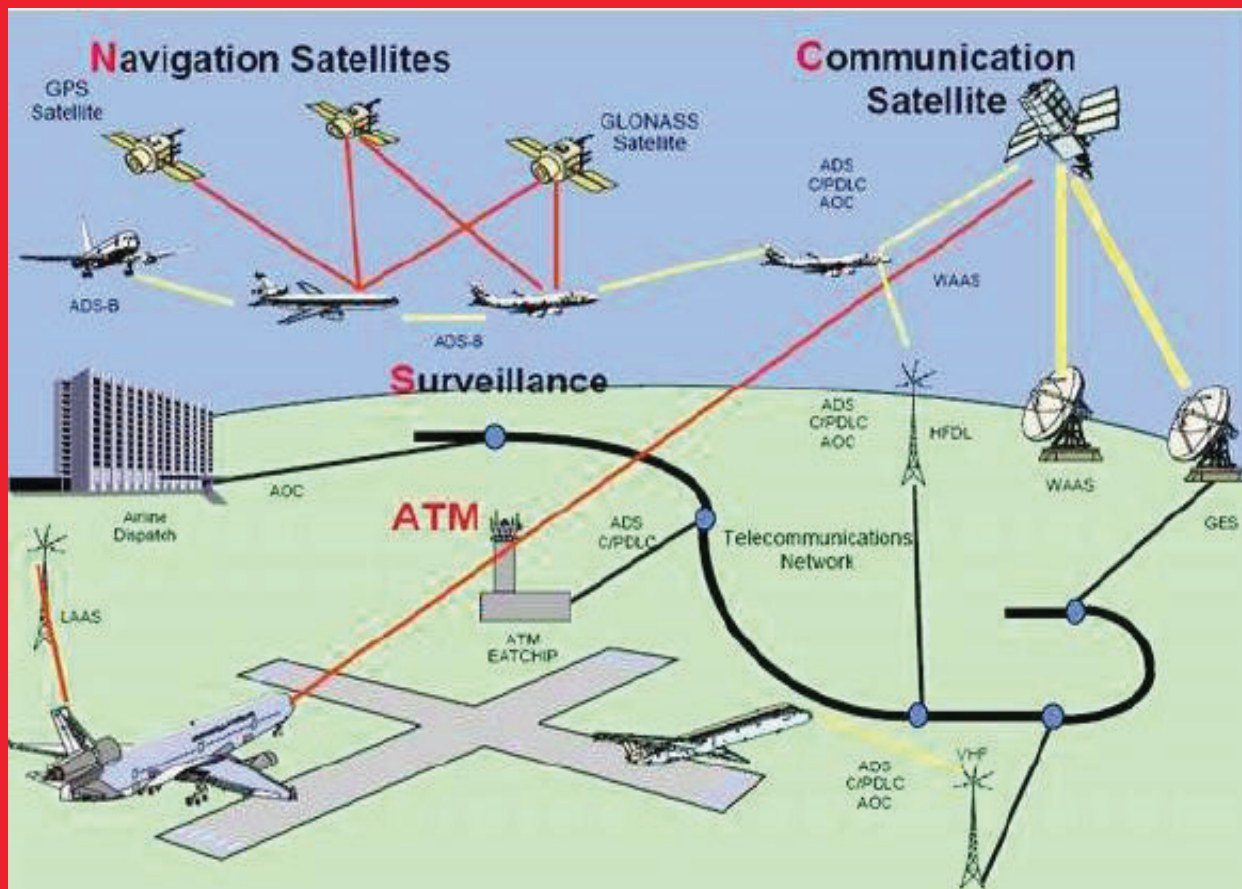 Navigation Satellites
Communication
Satellite
GPS
Satellite
GLONASS
Satellite
ADS
C/PDLC
AOC
WAAS
ADS-B
ADS-B
Surveillance
ADS
C/PDLC
AOC
HFDL
WAAS
GES
AOC
Airline
Dispatch
ATM
ADS
C/PDLC
Telecommunications
Network
LAAS
ATM
EATCHIP
VHF
ADS
C/PDLC
AOC